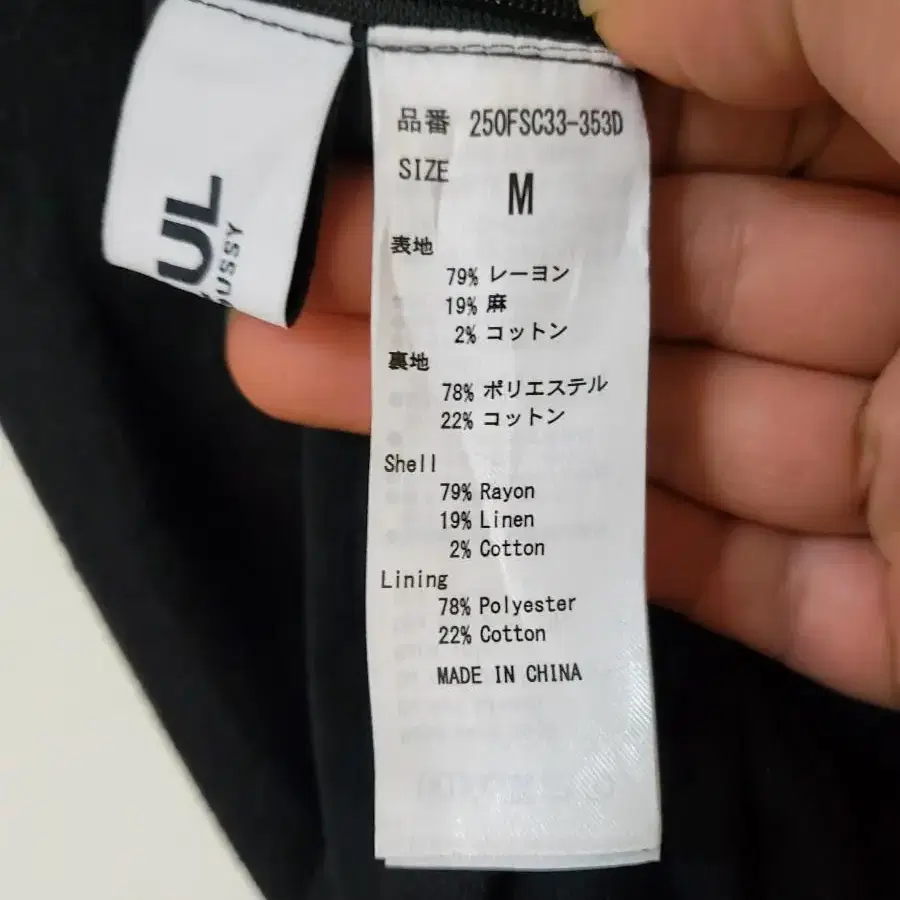 UL
USSY
品番 250FSC33-353D
SIZE
M
表地
79% レーヨン
19% 麻
2% コットン
裏地
78% ポリエステル
22% コットン
Shell
79% Rayon
19% Linen
2% Cotton
Lining
78% Polyester
22% Cotton
MADE IN CHINA